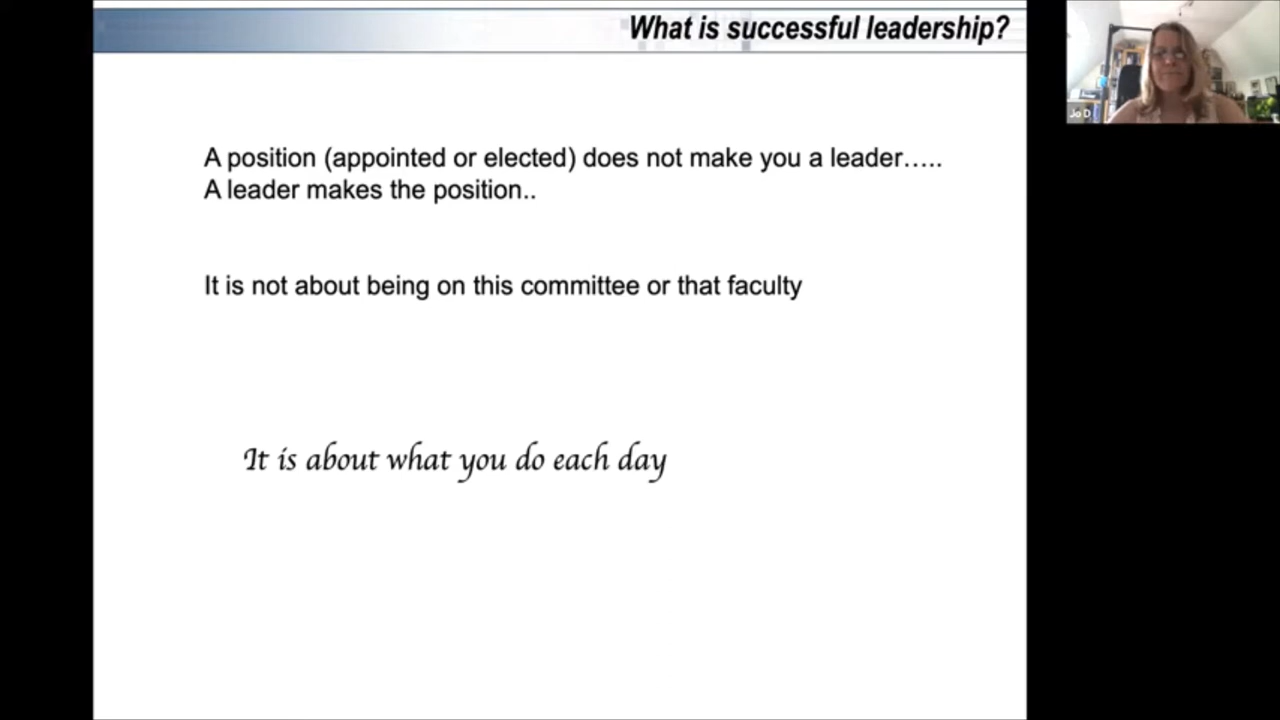 What is successful leadership?
A position (appointed or elected) does not make you a leader…..
A leader makes the position..
It is not about being on this committee or that faculty
It is about what you do each day
Jo D